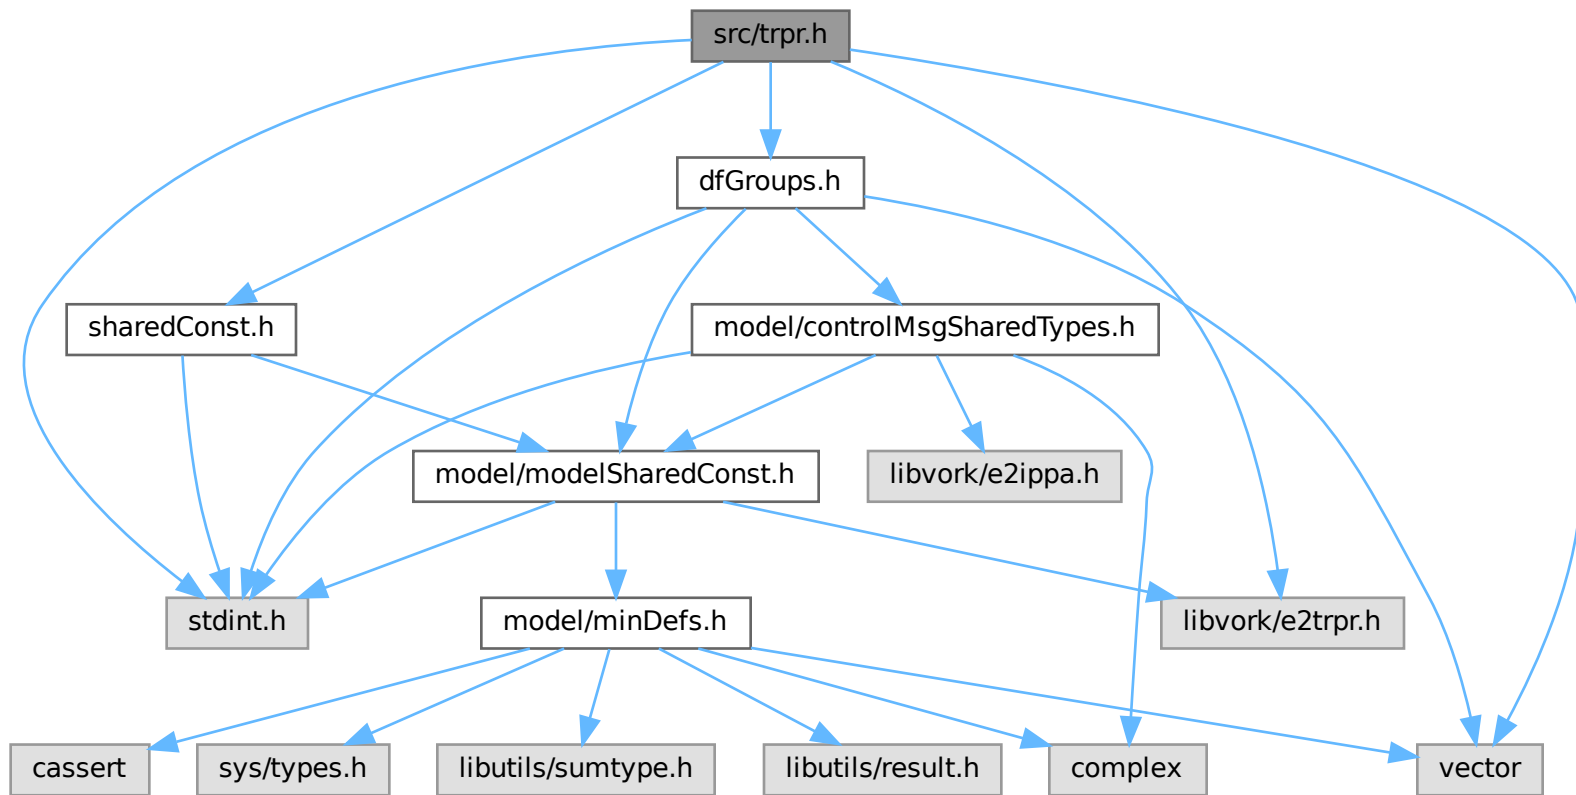 src/trpr.h
dfGroups.h
sharedConst.h
model/controlMsgSharedTypes.h
model/modelSharedConst.h
libvork/e2ippa.h
stdint.h
model/minDefs.h
libvork/e2trpr.h
cassert
sys/types.h
libutils/sumtype.h
libutils/result.h
complex
vector